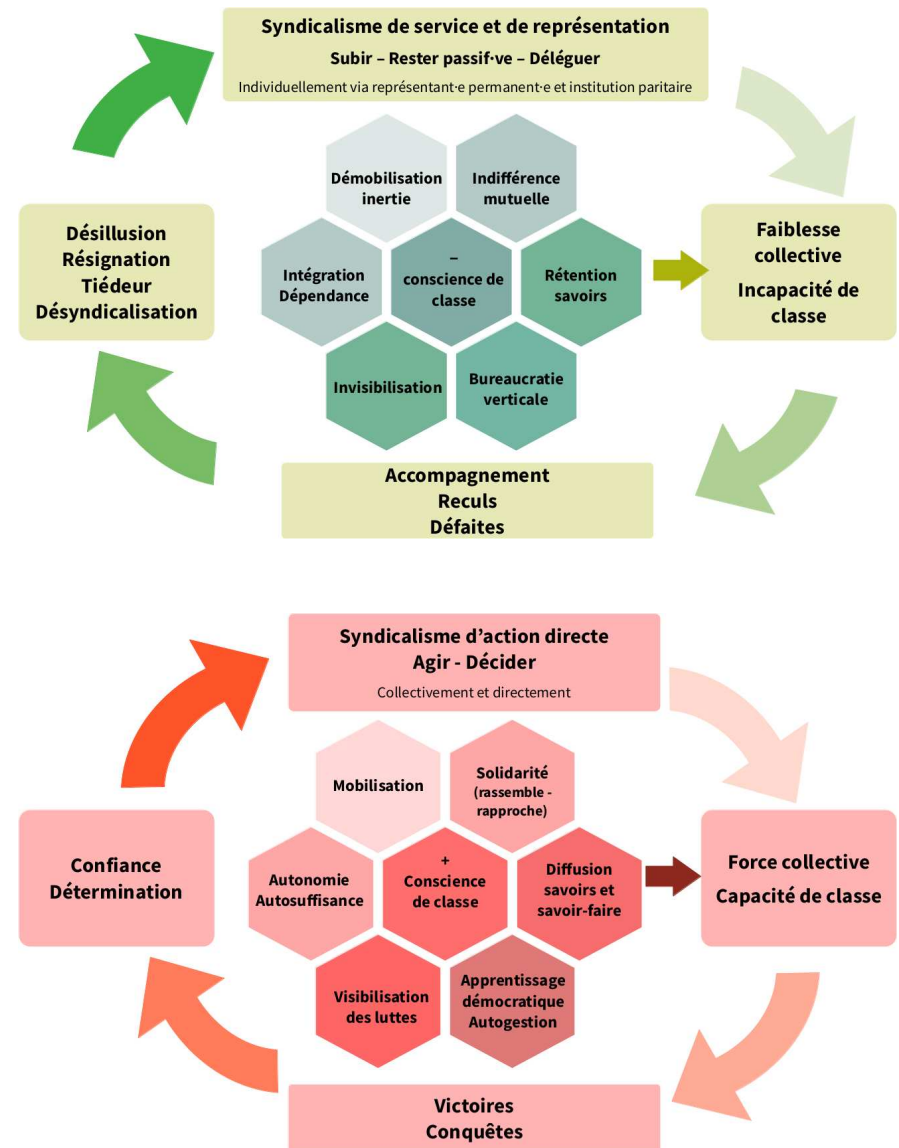 Syndicalisme de service et de représentation
Subir – Rester passif·ve – Déléguer
Individuellement via représentant·e permanent·e et institution paritaire
Démobilisation
inertie
Indifférence
mutuelle
Désillusion
Résignation
Tiédeur
Désyndicalisation
Intégration
Dépendance
–
conscience de
classe
Rétention
savoirs
Faiblesse
collective
Incapacité de
classe
Invisibilisation
Bureaucratie
verticale
Accompagnement
Reculs
Défaites
Syndicalisme d’action directe
Agir - Décider
Collectivement et directement
Mobilisation
Solidarité
(rassemble -
rapproche)
Confiance
Détermination
Autonomie
Autosuffisance
+
Conscience
de classe
Diffusion
savoirs et
savoir-faire
Force collective
Capacité de classe
Visibilisation
des luttes
Apprentissage
démocratique
Autogestion
Victoires
Conquêtes